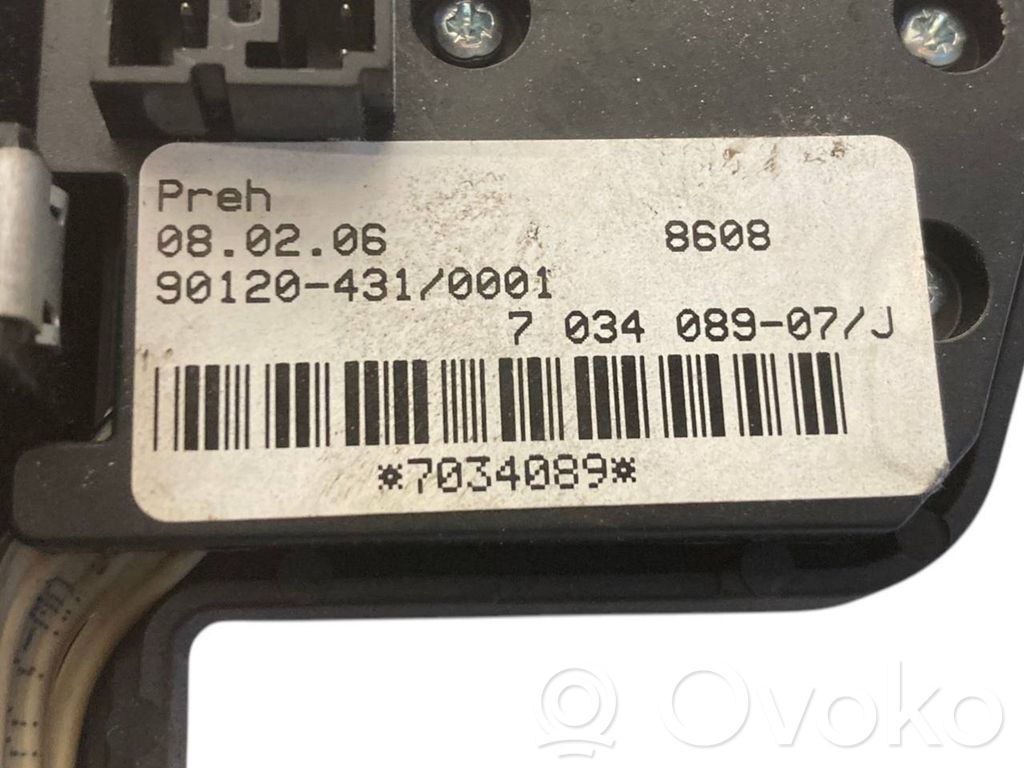 Preh
08.02.06 8608
90120-431/0001
7 034 089-07/J
*7034089*
Ovoko